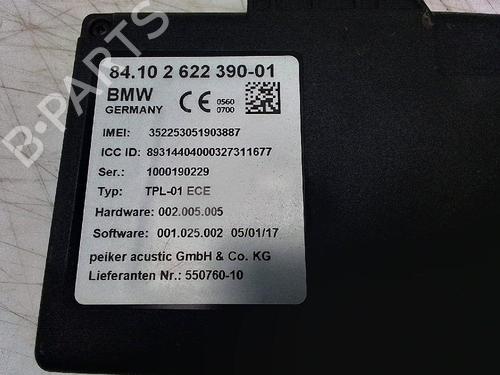 B-PARTS
84.10 2 622 390-01
BMW
GERMANY
CE 0560
0700
IMEI: 352253051903887
ICC ID: 89314404000327311677
Ser.: 1000190229
Typ: TPL-01 ECE
Hardware: 002.005.005
Software: 001.025.002 05/01/17
peiker acustic GmbH & Co. KG
Lieferanten Nr.: 550760-10